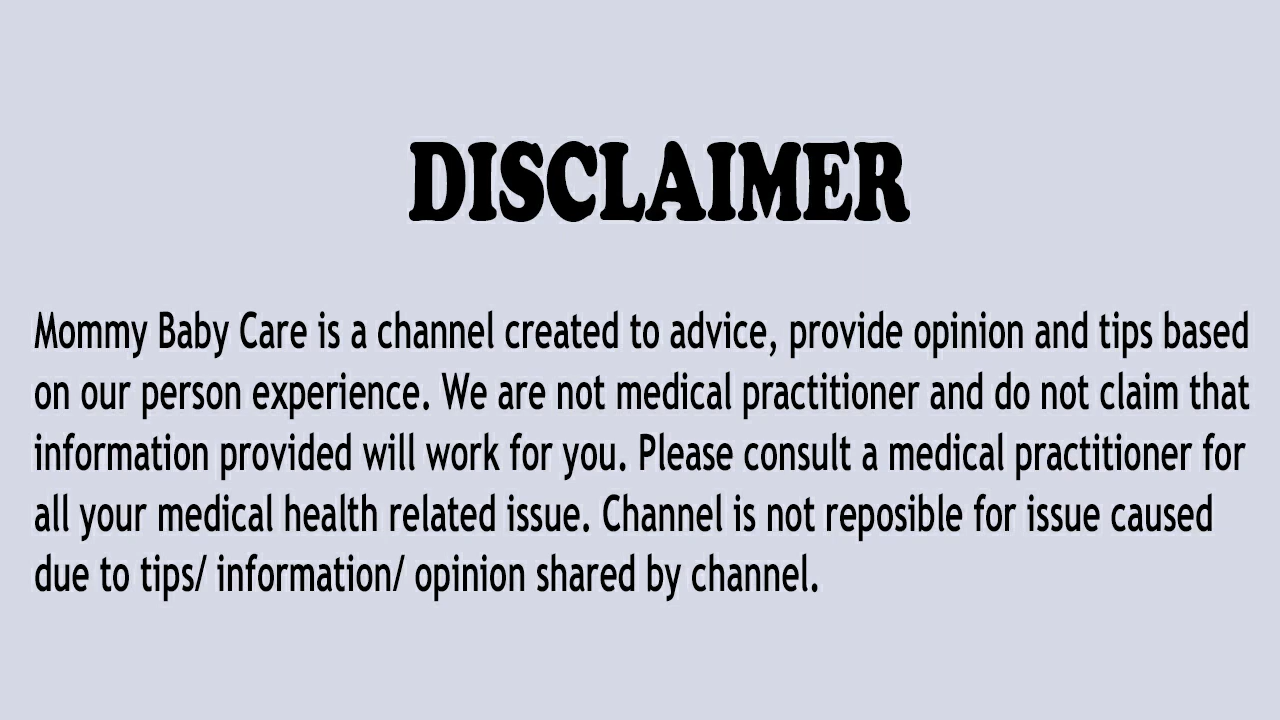 DISCLAIMER
Mommy Baby Care is a channel created to advice, provide opinion and tips based
on our person experience. We are not medical practitioner and do not claim that
information provided will work for you. Please consult a medical practitioner for
all your medical health related issue. Channel is not reposible for issue caused
due to tips/ information/ opinion shared by channel.